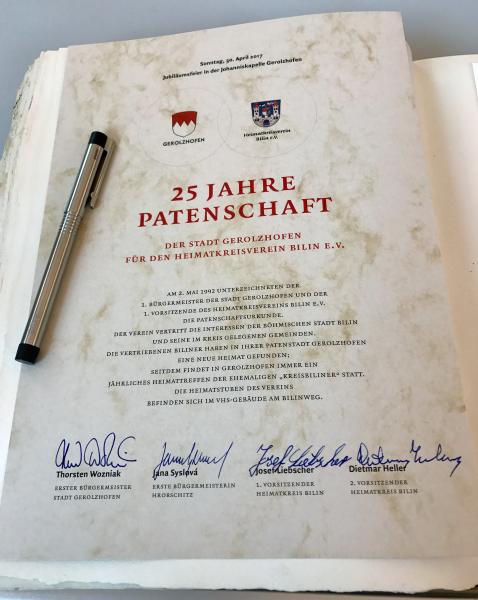 Sonntag, 30. April 2017
Jubiläumsfeier in der Johanniskapelle Gerolzhofen
GEROLZHOFEN
Heimatkreisverein
Bilin e.V.
25 JAHRE
PATENSCHAFT
DER STADT GEROLZHOFEN
FÜR DEN HEIMATKREISVEREIN BILIN E.V.
AM 2. MAI 1992 UNTERZEICHNETEN DER
1. BÜRGERMEISTER DER STADT GEROLZHOFEN UND DER
1. VORSITZENDE DES HEIMATKREISVEREINS BILIN E.V.
DIE PATENSCHAFTSURKUNDE.
DER VEREIN VERTRITT DIE INTERESSEN DER BÖHMISCHEN STADT BILIN
UND SEINE IM KREIS GELEGENEN GEMEINDEN.
DIE VERTRIEBENEN BILINER HABEN IN IHRER PATENSTADT GEROLZHOFEN
EINE NEUE HEIMAT GEFUNDEN;
SEITDEM FINDET IN GEROLZHOFEN IMMER EIN
JÄHRLICHES HEIMATTREFFEN DER EHEMALIGEN „KREISBILINER“ STATT.
DIE HEIMATSTUBEN DES VEREINS
BEFINDEN SICH IM VHS-GEBÄUDE AM BILINWEG.
Thorsten Wozniak
ERSTER BÜRGERMEISTER
STADT GEROLZHOFEN
Jana Syslová
ERSTE BÜRGERMEISTERIN
HROBSCHITZ
Josef Liebscher
Josef Liebscher
1. VORSITZENDER
HEIMATKREIS BILIN
Dietmar Heller
2. VORSITZENDER
HEIMATKREIS BILIN